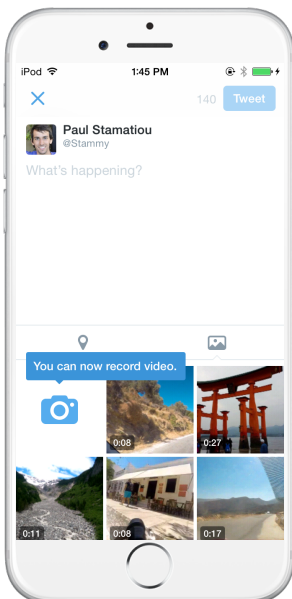 iPod 1:45 PM
140 Tweet
Paul Stamatiou
@Stammy
What's happening?
You can now record video.
0:08 0:27
0:11 0:08 0:17